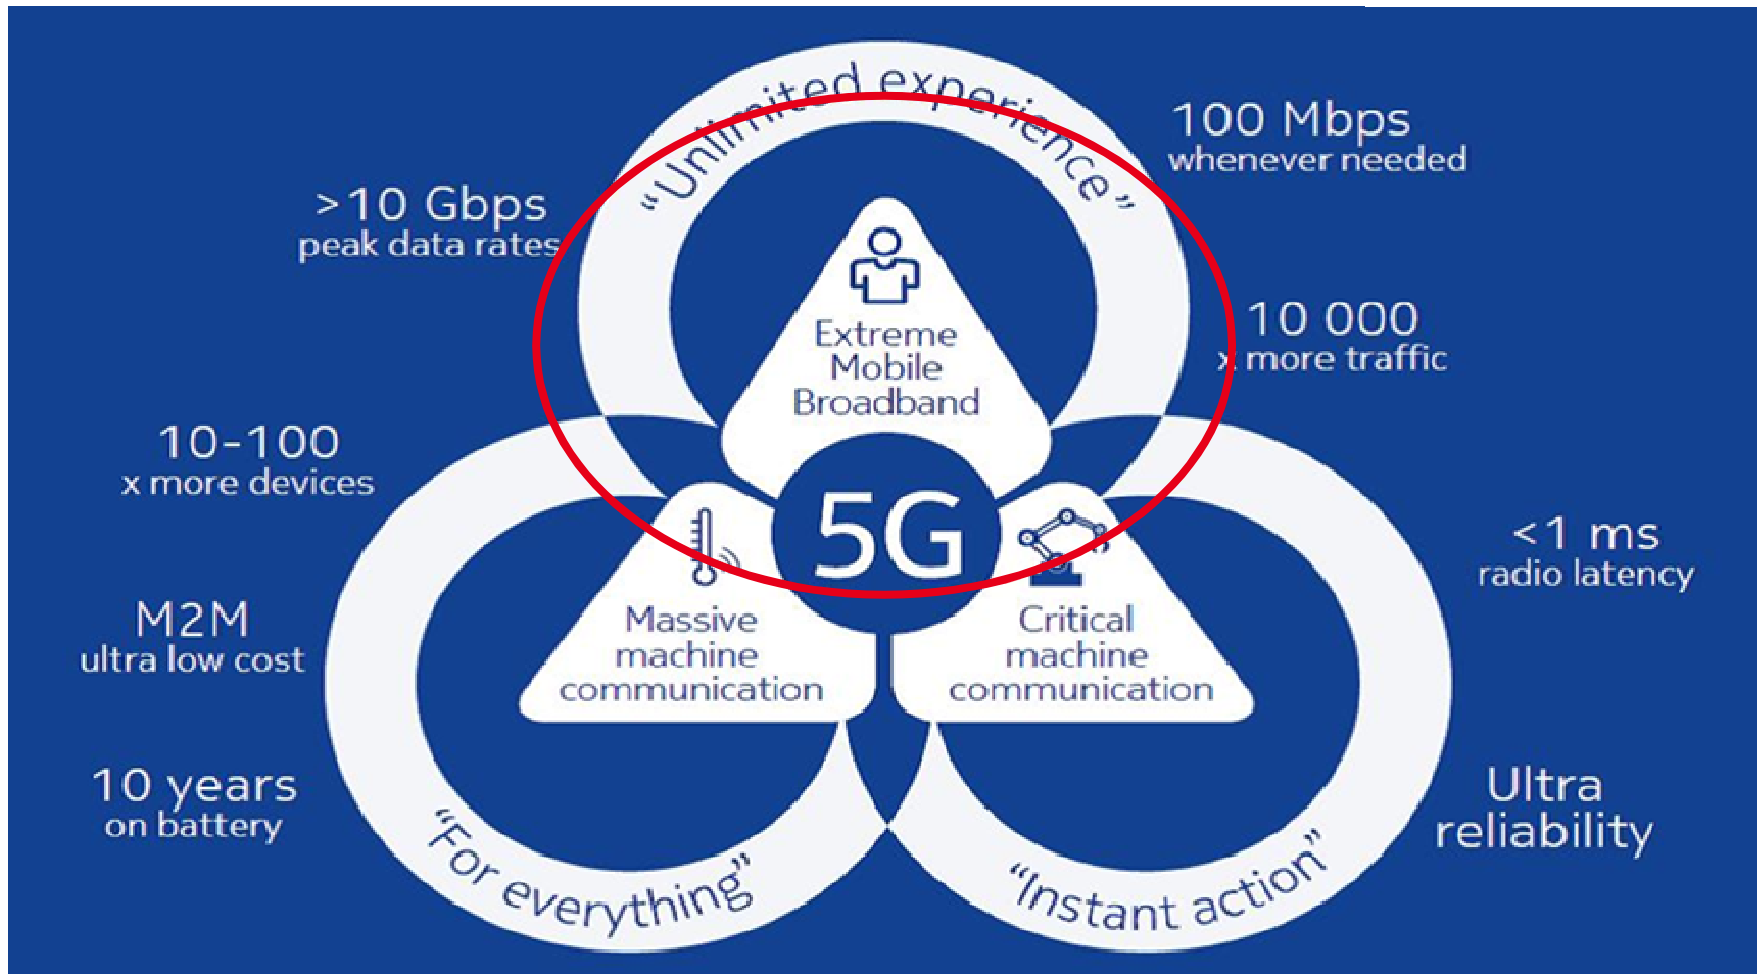 “Unlimited experience”
100 Mbps
whenever needed
>10 Gbps
peak data rates
10 000
x more traffic
Extreme
Mobile
Broadband
10-100
x more devices
5G
<1 ms
radio latency
M2M
ultra low cost
Massive
machine
communication
Critical
machine
communication
10 years
on battery
Ultra
reliability
“For everything”
“Instant action”